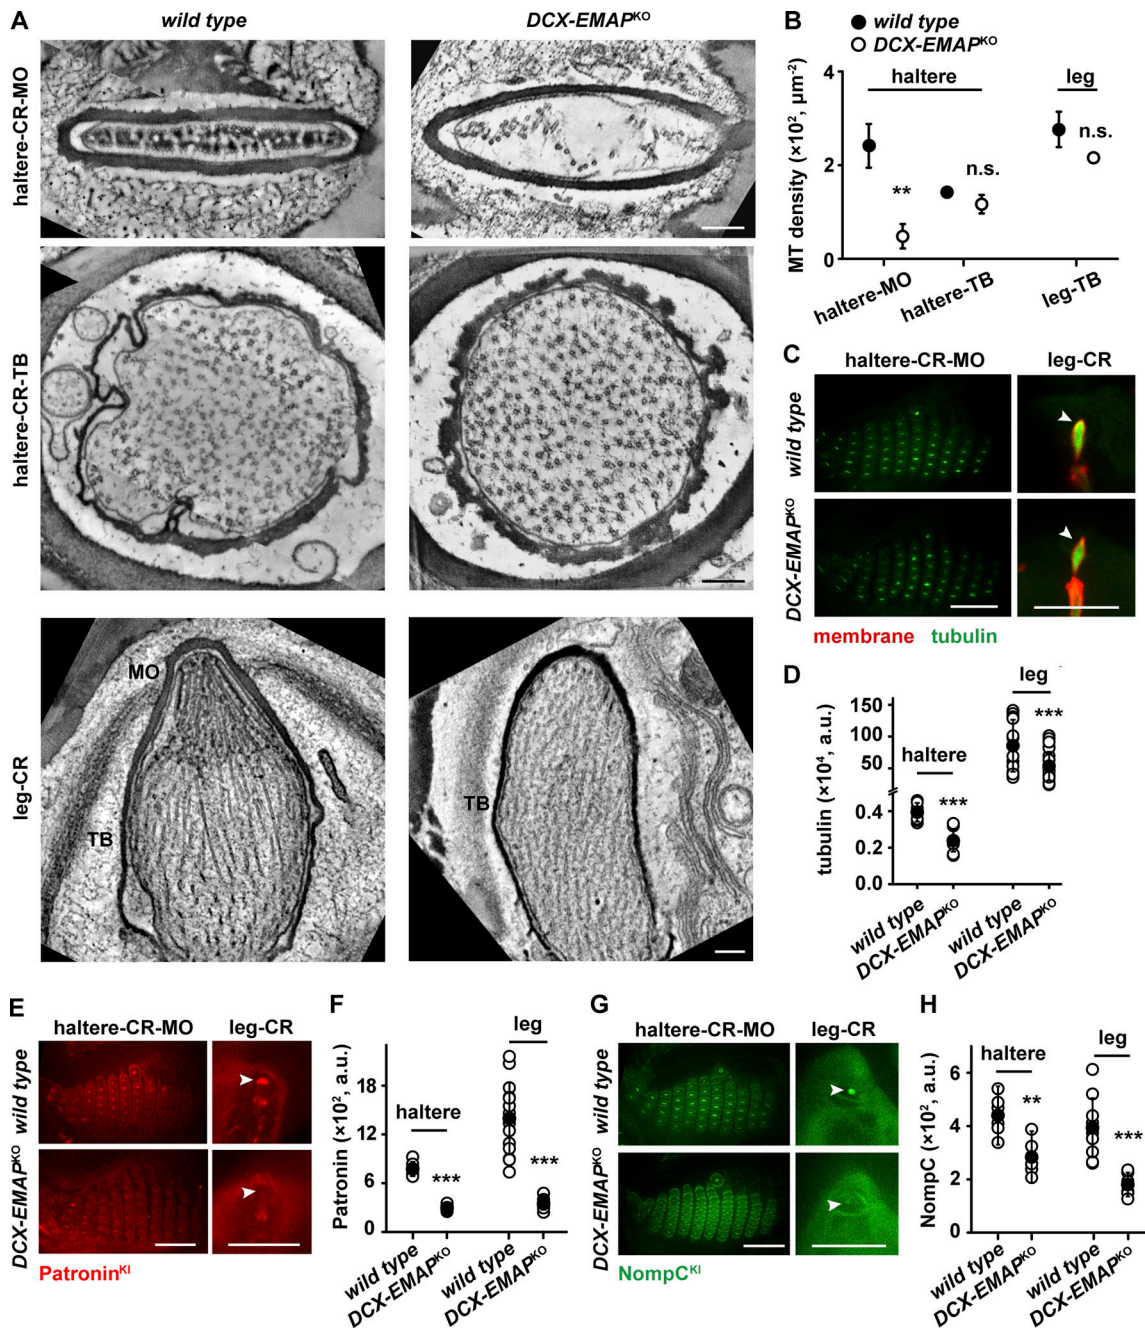 A
wild type
DCX-EMAPKO
haltere-CR-MO
haltere-CR-TB
leg-CR
MO
TB
TB
B
wild type
DCX-EMAPKO
haltere
leg
MT density (×10², μm⁻²)
4
2
0
**
n.s.
n.s.
haltere-MO
haltere-TB
leg-TB
C
haltere-CR-MO
leg-CR
wild type
DCX-EMAPKO
membrane tubulin
D
leg
haltere
tubulin (×10⁴, a.u.)
150
100
50
0.4
0.2
0.0
***
***
wild type
DCX-EMAPKO
wild type
DCX-EMAPKO
E
haltere-CR-MO
leg-CR
wild type
DCX-EMAPKO
PatroninKI
F
leg
haltere
Patronin (×10², a.u.)
18
12
6
0
***
***
wild type
DCX-EMAPKO
wild type
DCX-EMAPKO
G
haltere-CR-MO
leg-CR
wild type
DCX-EMAPKO
NompCKI
H
leg
haltere
NompC (×10², a.u.)
6
4
2
0
**
***
wild type
DCX-EMAPKO
wild type
DCX-EMAPKO